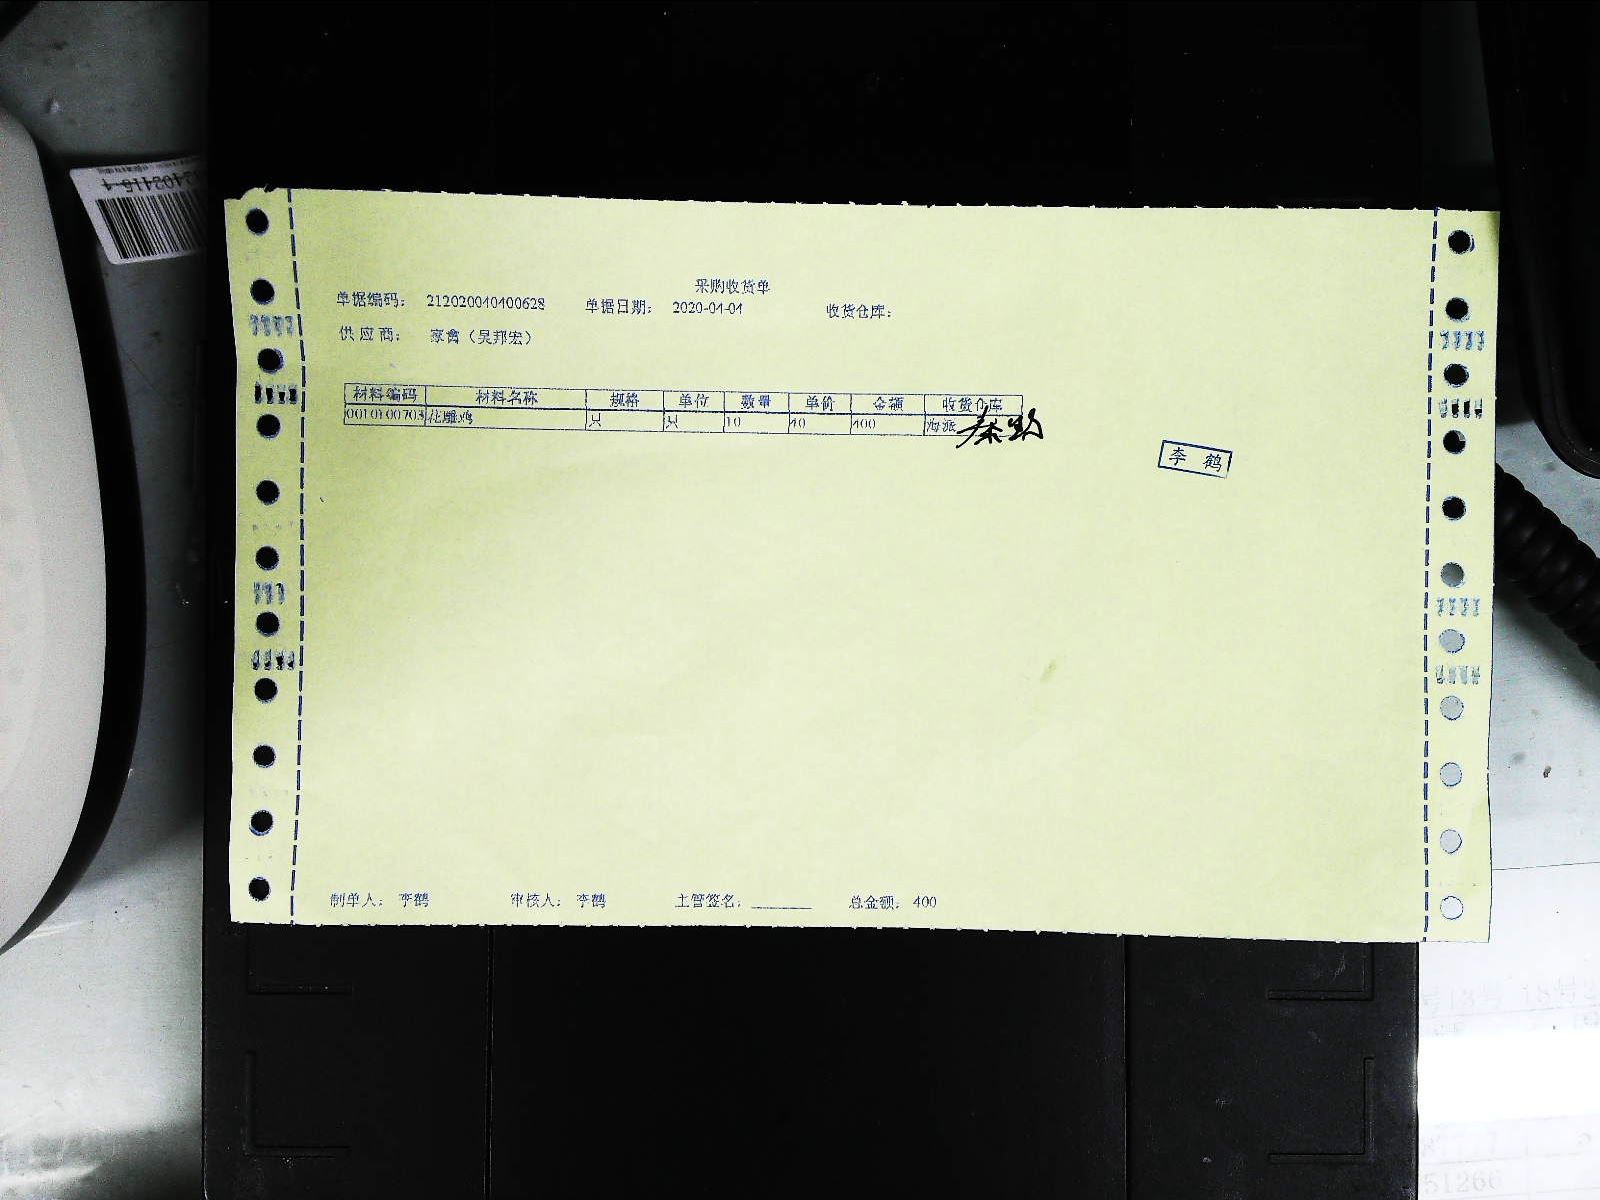 采购收货单
单据编码: 212020040400628 单据日期: 2020-04-04 收货仓库:
供应商: 家禽（吴邦宏）
材料编码 材料名称 规格 单位 数量 单价 金额 收货仓库
0010100703 花雕鸡 只 只 10 40 400 海派
李 鹤
制单人: 李鹤 审核人: 李鹤 主管签名: ______ 总金额: 400
51266